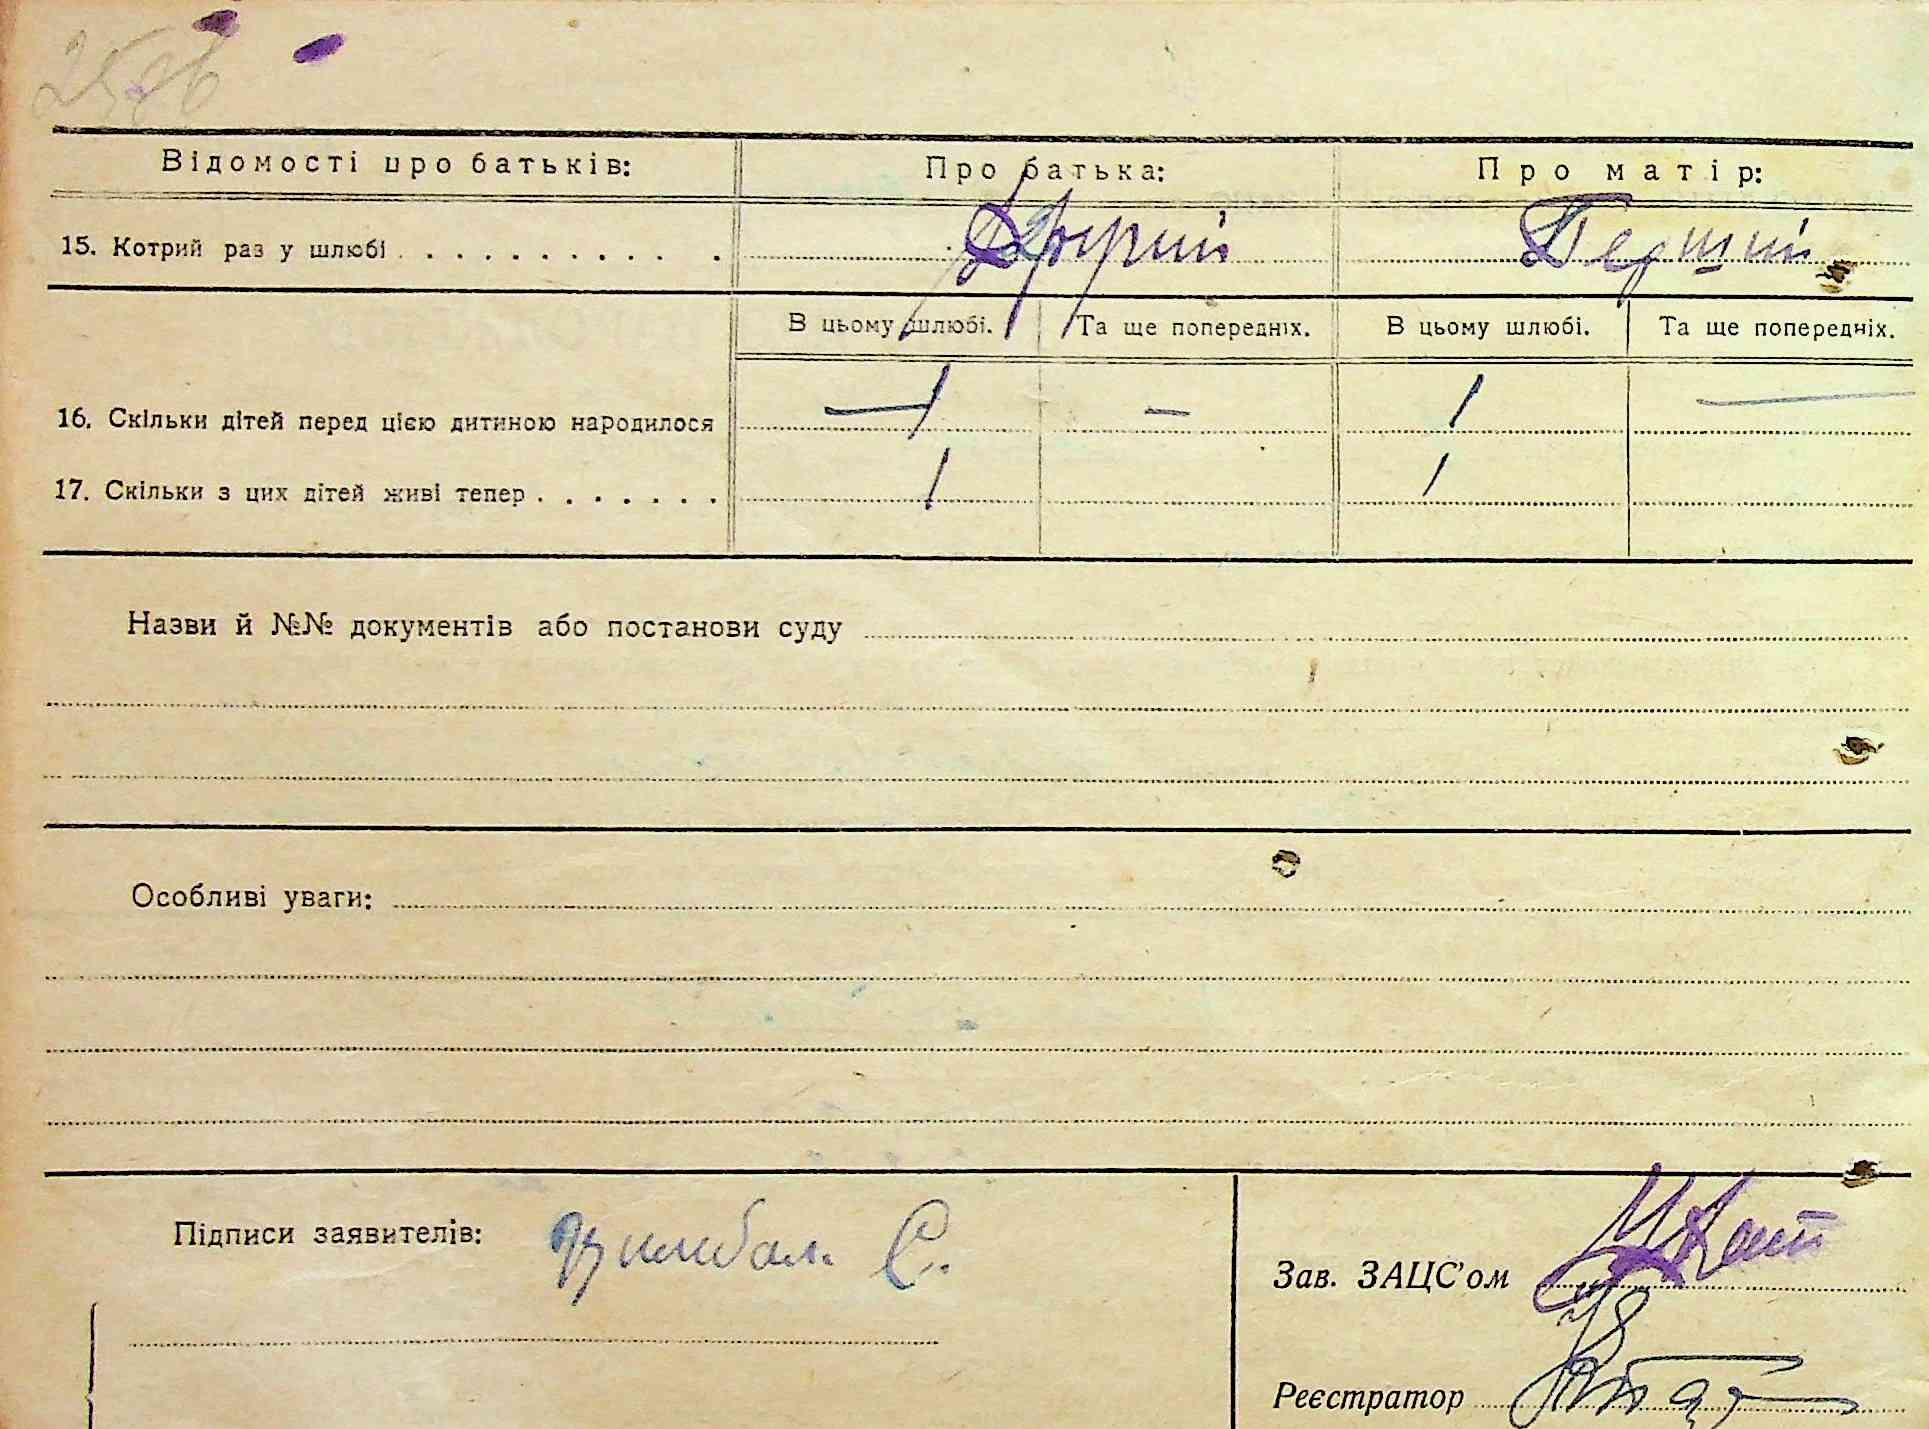 Відомості про батьків: Про батька: Про матір:
15. Котрий раз у шлюбі . . . . . . . . . . . Другий Перший
В цьому шлюбі. Та ще попередніх. В цьому шлюбі. Та ще попередніх.
16. Скільки дітей перед цією дитиною народилося 1 — 1 —
17. Скільки з цих дітей живі тепер . . . . . . . 1 1
Назви й №№ документів або постанови суду
Особливі уваги:
Підписи заявителів: Цимбал С.
Зав. ЗАЦС'ом
Реєстратор